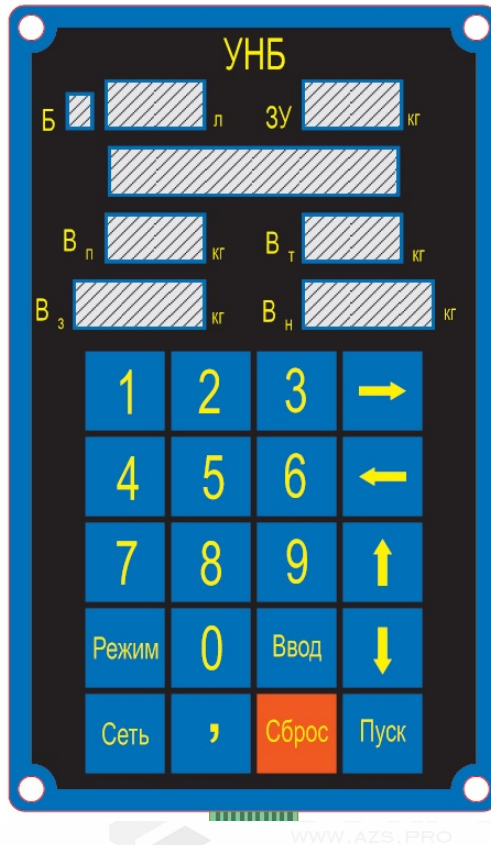 УНБ
Б л ЗУ кг
В п кг В т кг
В з кг В н кг
1 2 3 →
4 5 6 ←
7 8 9 ↑
Режим 0 Ввод ↓
Сеть , Сброс Пуск
WWW.AZS.PRO